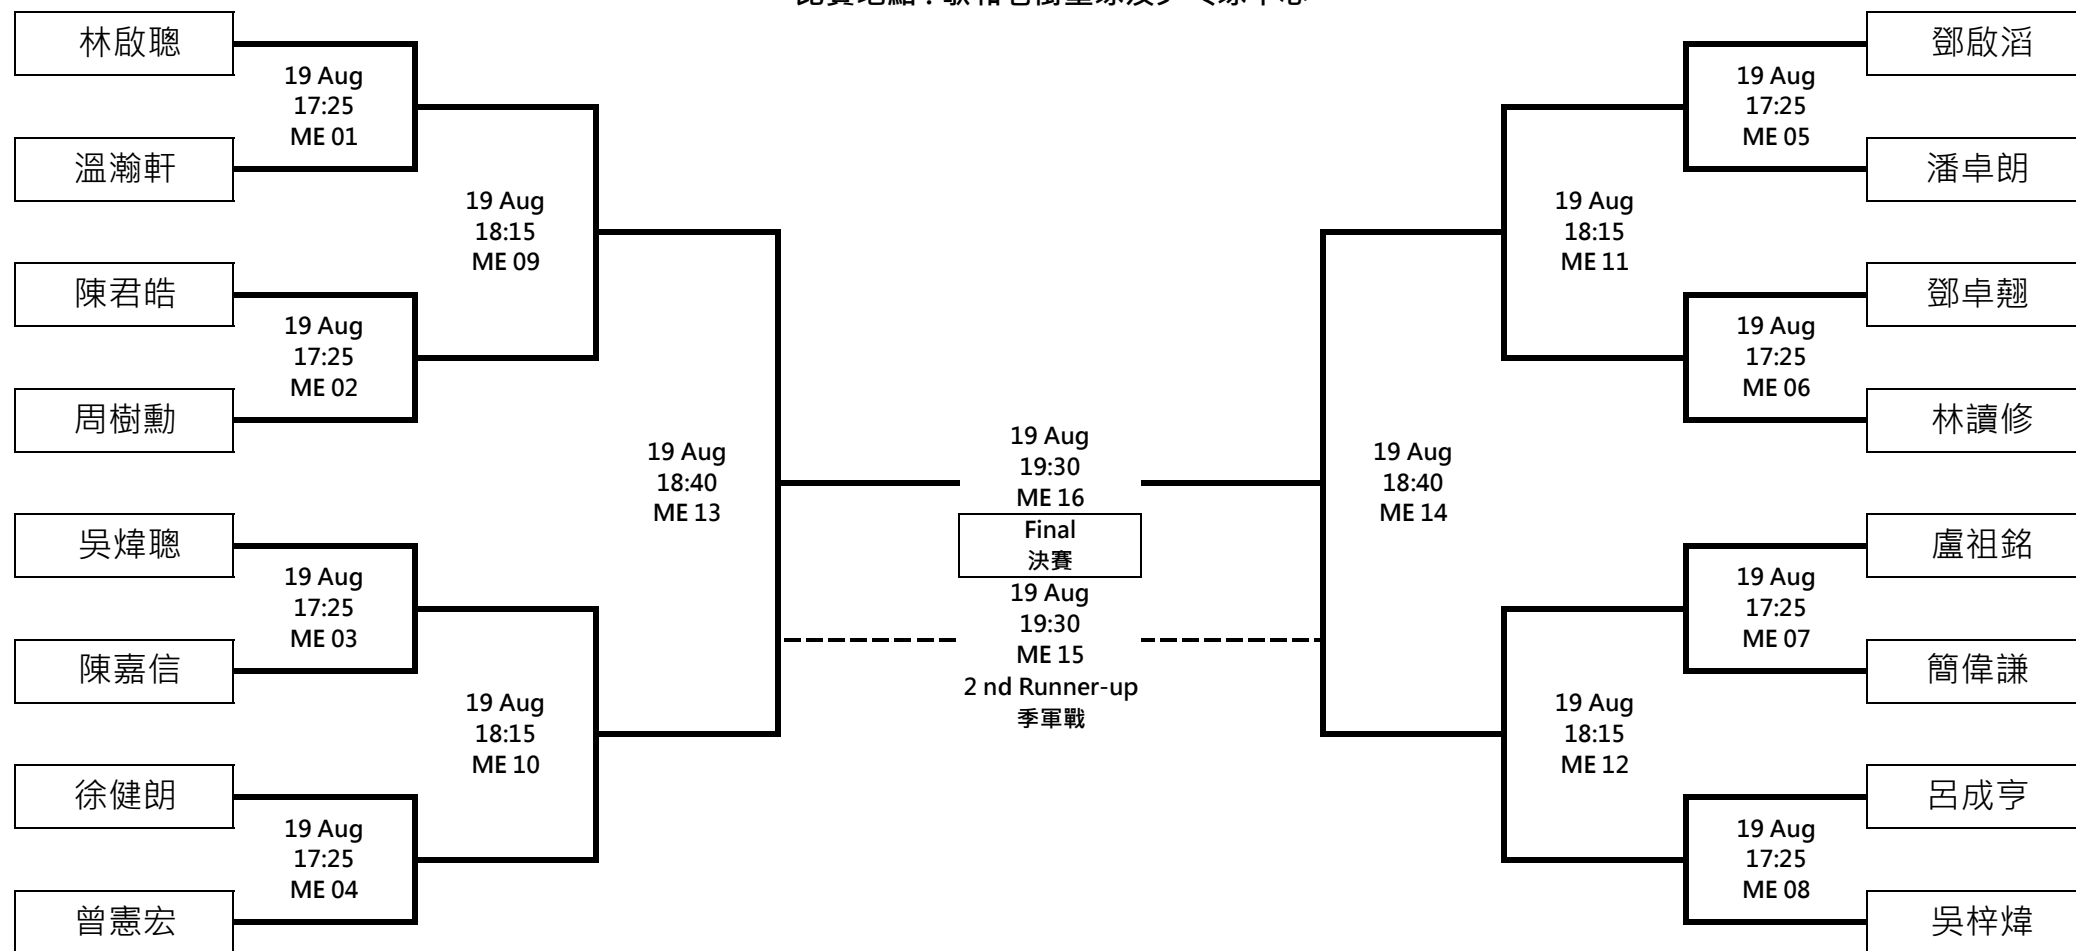 林啟聰
19 Aug
17:25
ME 01
溫瀚軒
19 Aug
18:15
ME 09
陳君皓
19 Aug
17:25
ME 02
周樹勳
19 Aug
18:40
ME 13
吳煒聰
19 Aug
17:25
ME 03
陳嘉信
19 Aug
18:15
ME 10
徐健朗
19 Aug
17:25
ME 04
曾憲宏
19 Aug
19:30
ME 16
Final
決賽
19 Aug
19:30
ME 15
2 nd Runner-up
季軍戰
鄧啟滔
19 Aug
17:25
ME 05
潘卓朗
19 Aug
18:15
ME 11
鄧卓翹
19 Aug
17:25
ME 06
林讀修
19 Aug
18:40
ME 14
盧祖銘
19 Aug
17:25
ME 07
簡偉謙
19 Aug
18:15
ME 12
呂成亨
19 Aug
17:25
ME 08
吳梓煒